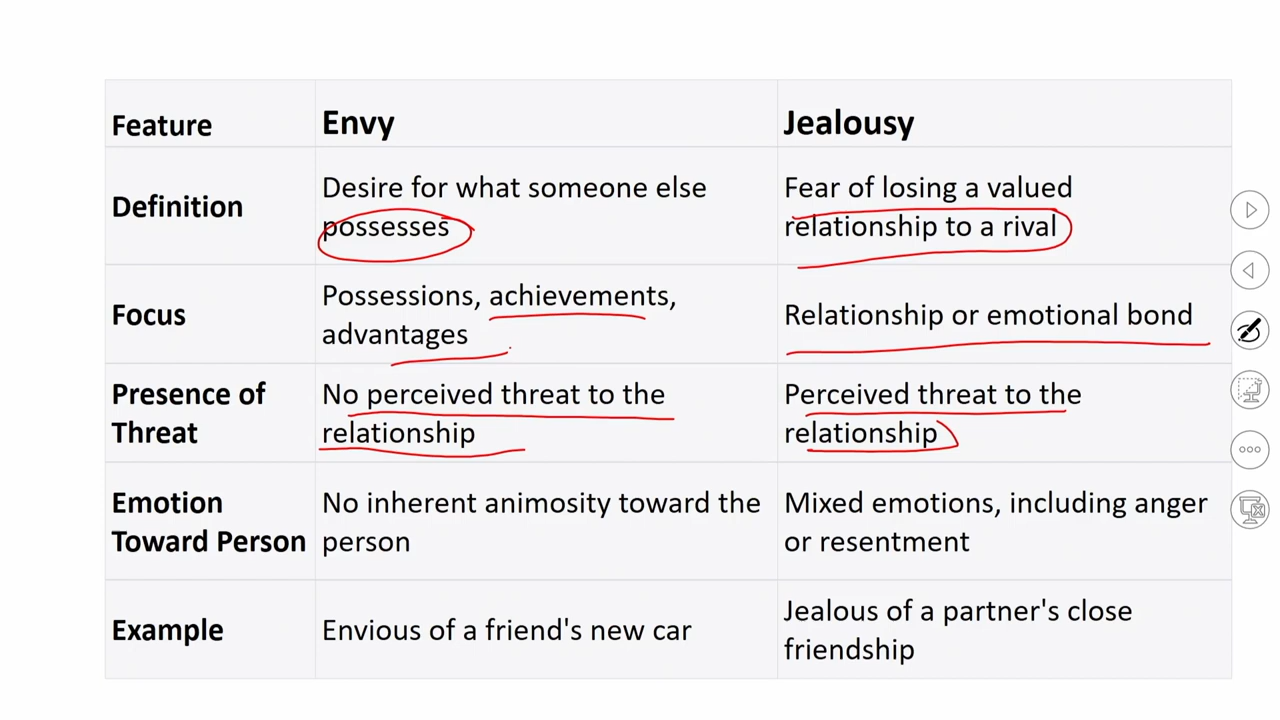 Feature Envy Jealousy
Definition
Desire for what someone else
possesses
Fear of losing a valued
relationship to a rival
Focus
Possessions, achievements,
advantages
Relationship or emotional bond
Presence of
Threat
No perceived threat to the
relationship
Perceived threat to the
relationship
Emotion
Toward Person
No inherent animosity toward the
person
Mixed emotions, including anger
or resentment
Example
Envious of a friend's new car
Jealous of a partner's close
friendship